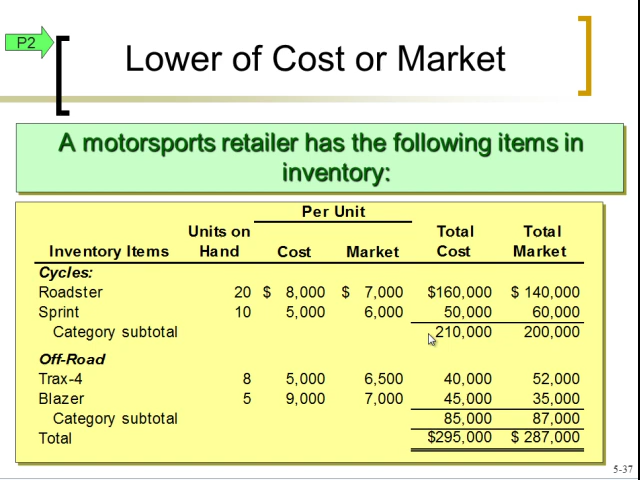 P2
Lower of Cost or Market
A motorsports retailer has the following items in
inventory:
Per Unit
Units on Total Total
Inventory Items Hand Cost Market Cost Market
Cycles:
Roadster 20 $ 8,000 $ 7,000 $160,000 $ 140,000
Sprint 10 5,000 6,000 50,000 60,000
Category subtotal 210,000 200,000
Off-Road
Trax-4 8 5,000 6,500 40,000 52,000
Blazer 5 9,000 7,000 45,000 35,000
Category subtotal 85,000 87,000
Total $295,000 $ 287,000
5-37